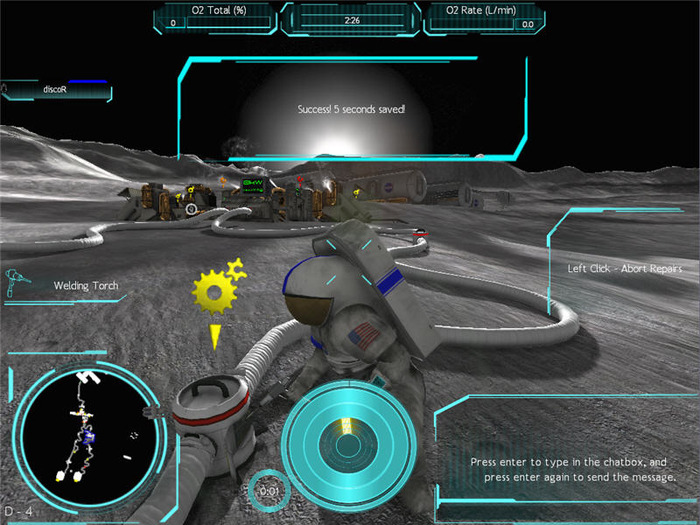 O2 Total (%)
0
2:26
O2 Rate (L/min)
0.0
discoR
Success! 5 seconds saved!
Left Click - Abort Repairs
Welding Torch
Press enter to type in the chatbox, and
press enter again to send the message.
0:01
D - 4